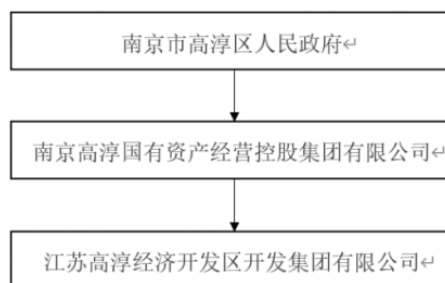 南京市高淳区人民政府
南京高淳国有资产经营控股集团有限公司
江苏高淳经济开发区开发集团有限公司